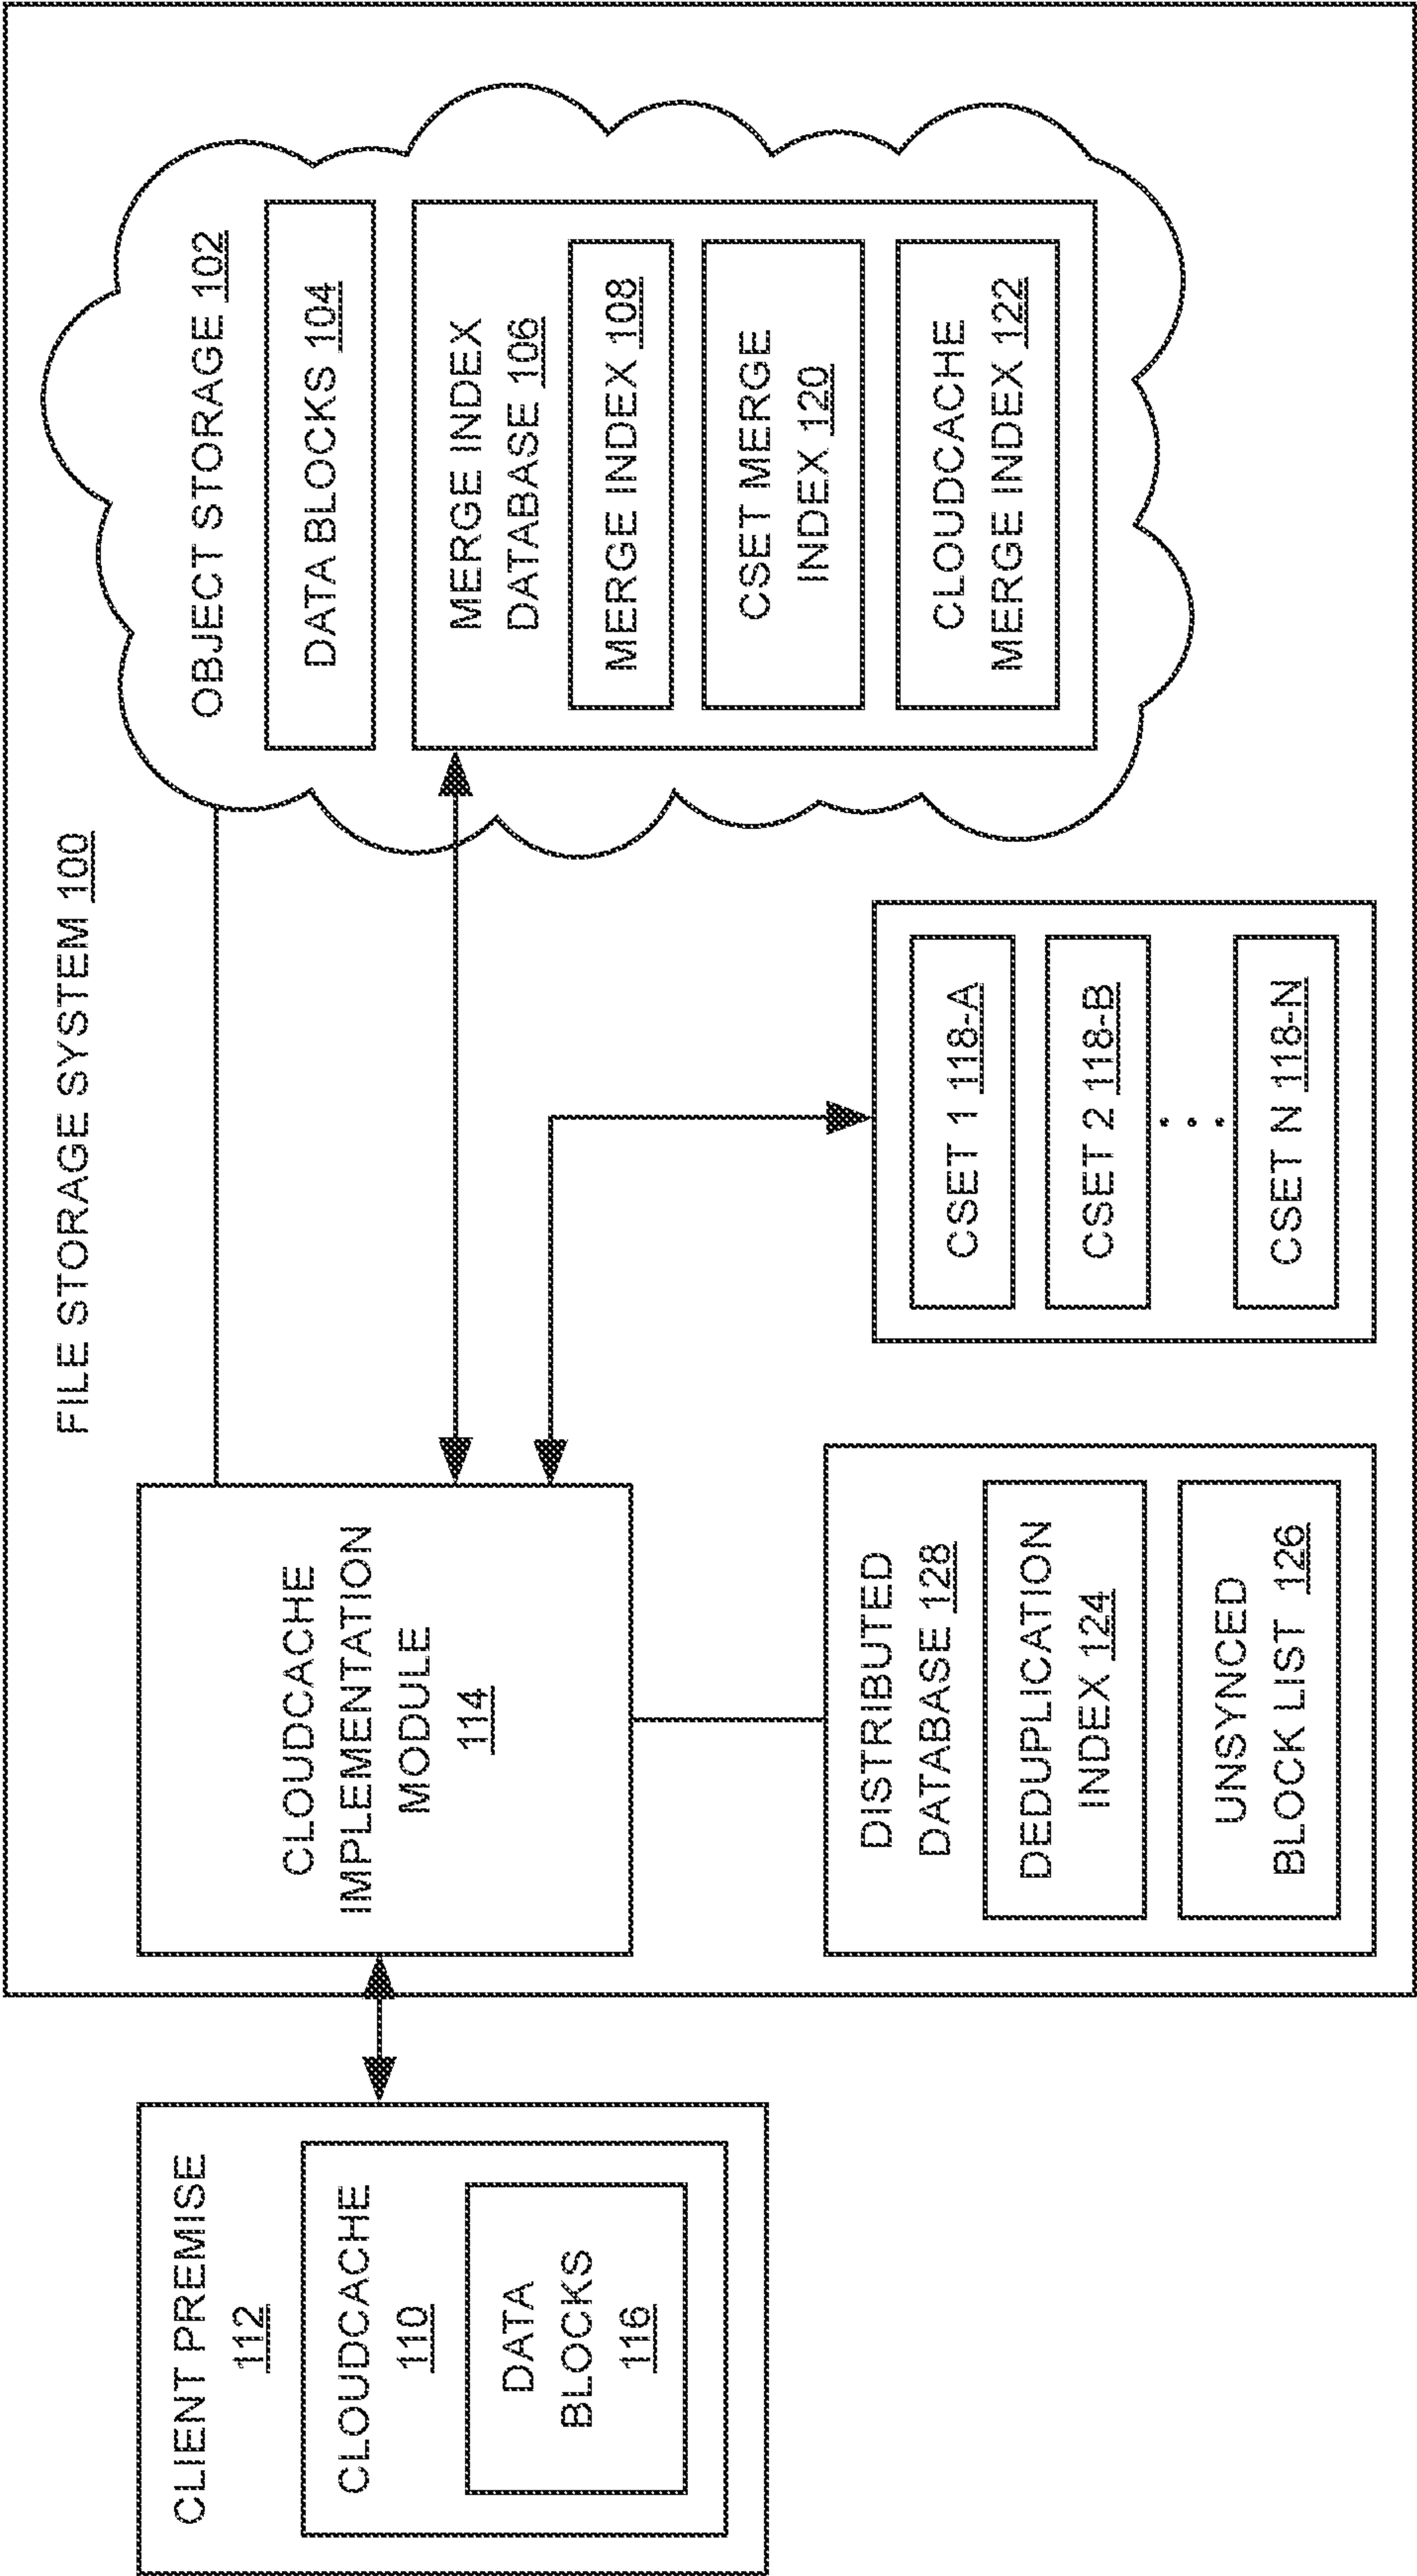 FILE STORAGE SYSTEM 100
CLIENT PREMISE
112
CLOUDCACHE
110
DATA
BLOCKS
116
CLOUDCACHE
IMPLEMENTATION
MODULE
114
DISTRIBUTED
DATABASE 128
DEDUPLICATION
INDEX 124
UNSYNCED
BLOCK LIST 126
CSET 1 118-A
CSET 2 118-B
. . .
CSET N 118-N
OBJECT STORAGE 102
DATA BLOCKS 104
MERGE INDEX
DATABASE 106
MERGE INDEX 108
CSET MERGE
INDEX 120
CLOUDCACHE
MERGE INDEX 122